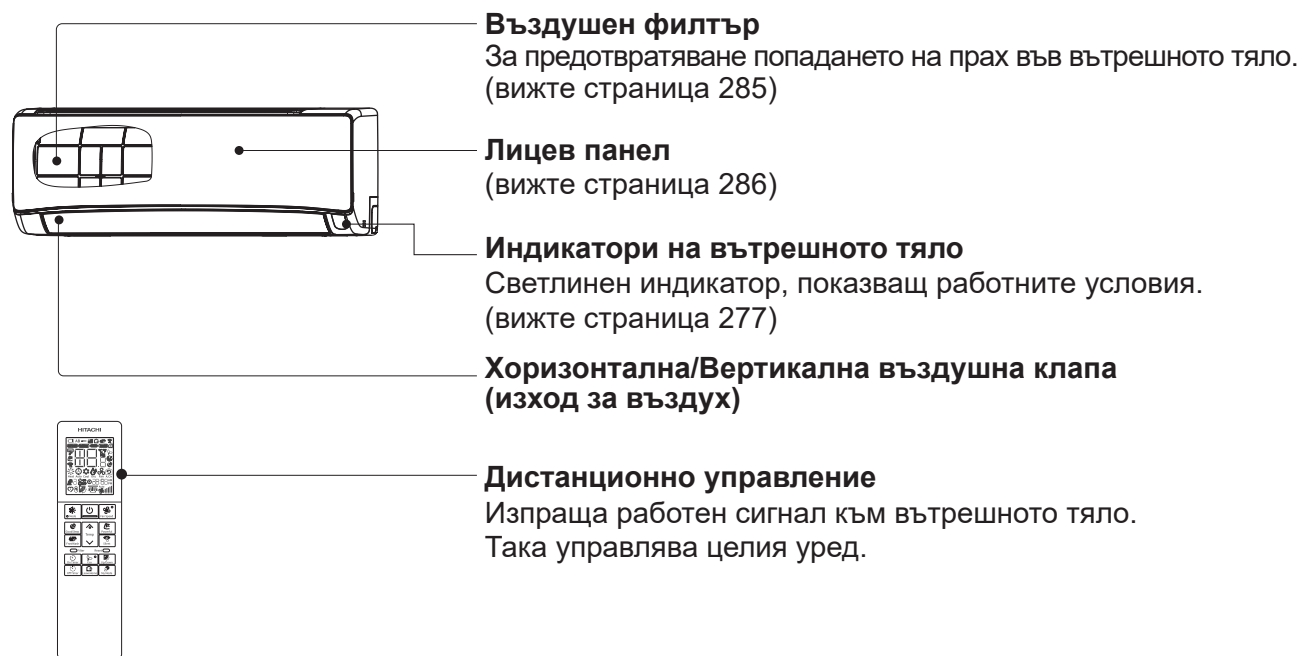 Въздушен филтър
За предотвратяване попадането на прах във вътрешното тяло.
(вижте страница 285)
Лицев панел
(вижте страница 286)
Индикатори на вътрешното тяло
Светлинен индикатор, показващ работните условия.
(вижте страница 277)
Хоризонтална/Вертикална въздушна клапа
(изход за въздух)
HITACHI
Дистанционно управление
Изпраща работен сигнал към вътрешното тяло.
Така управлява целия уред.